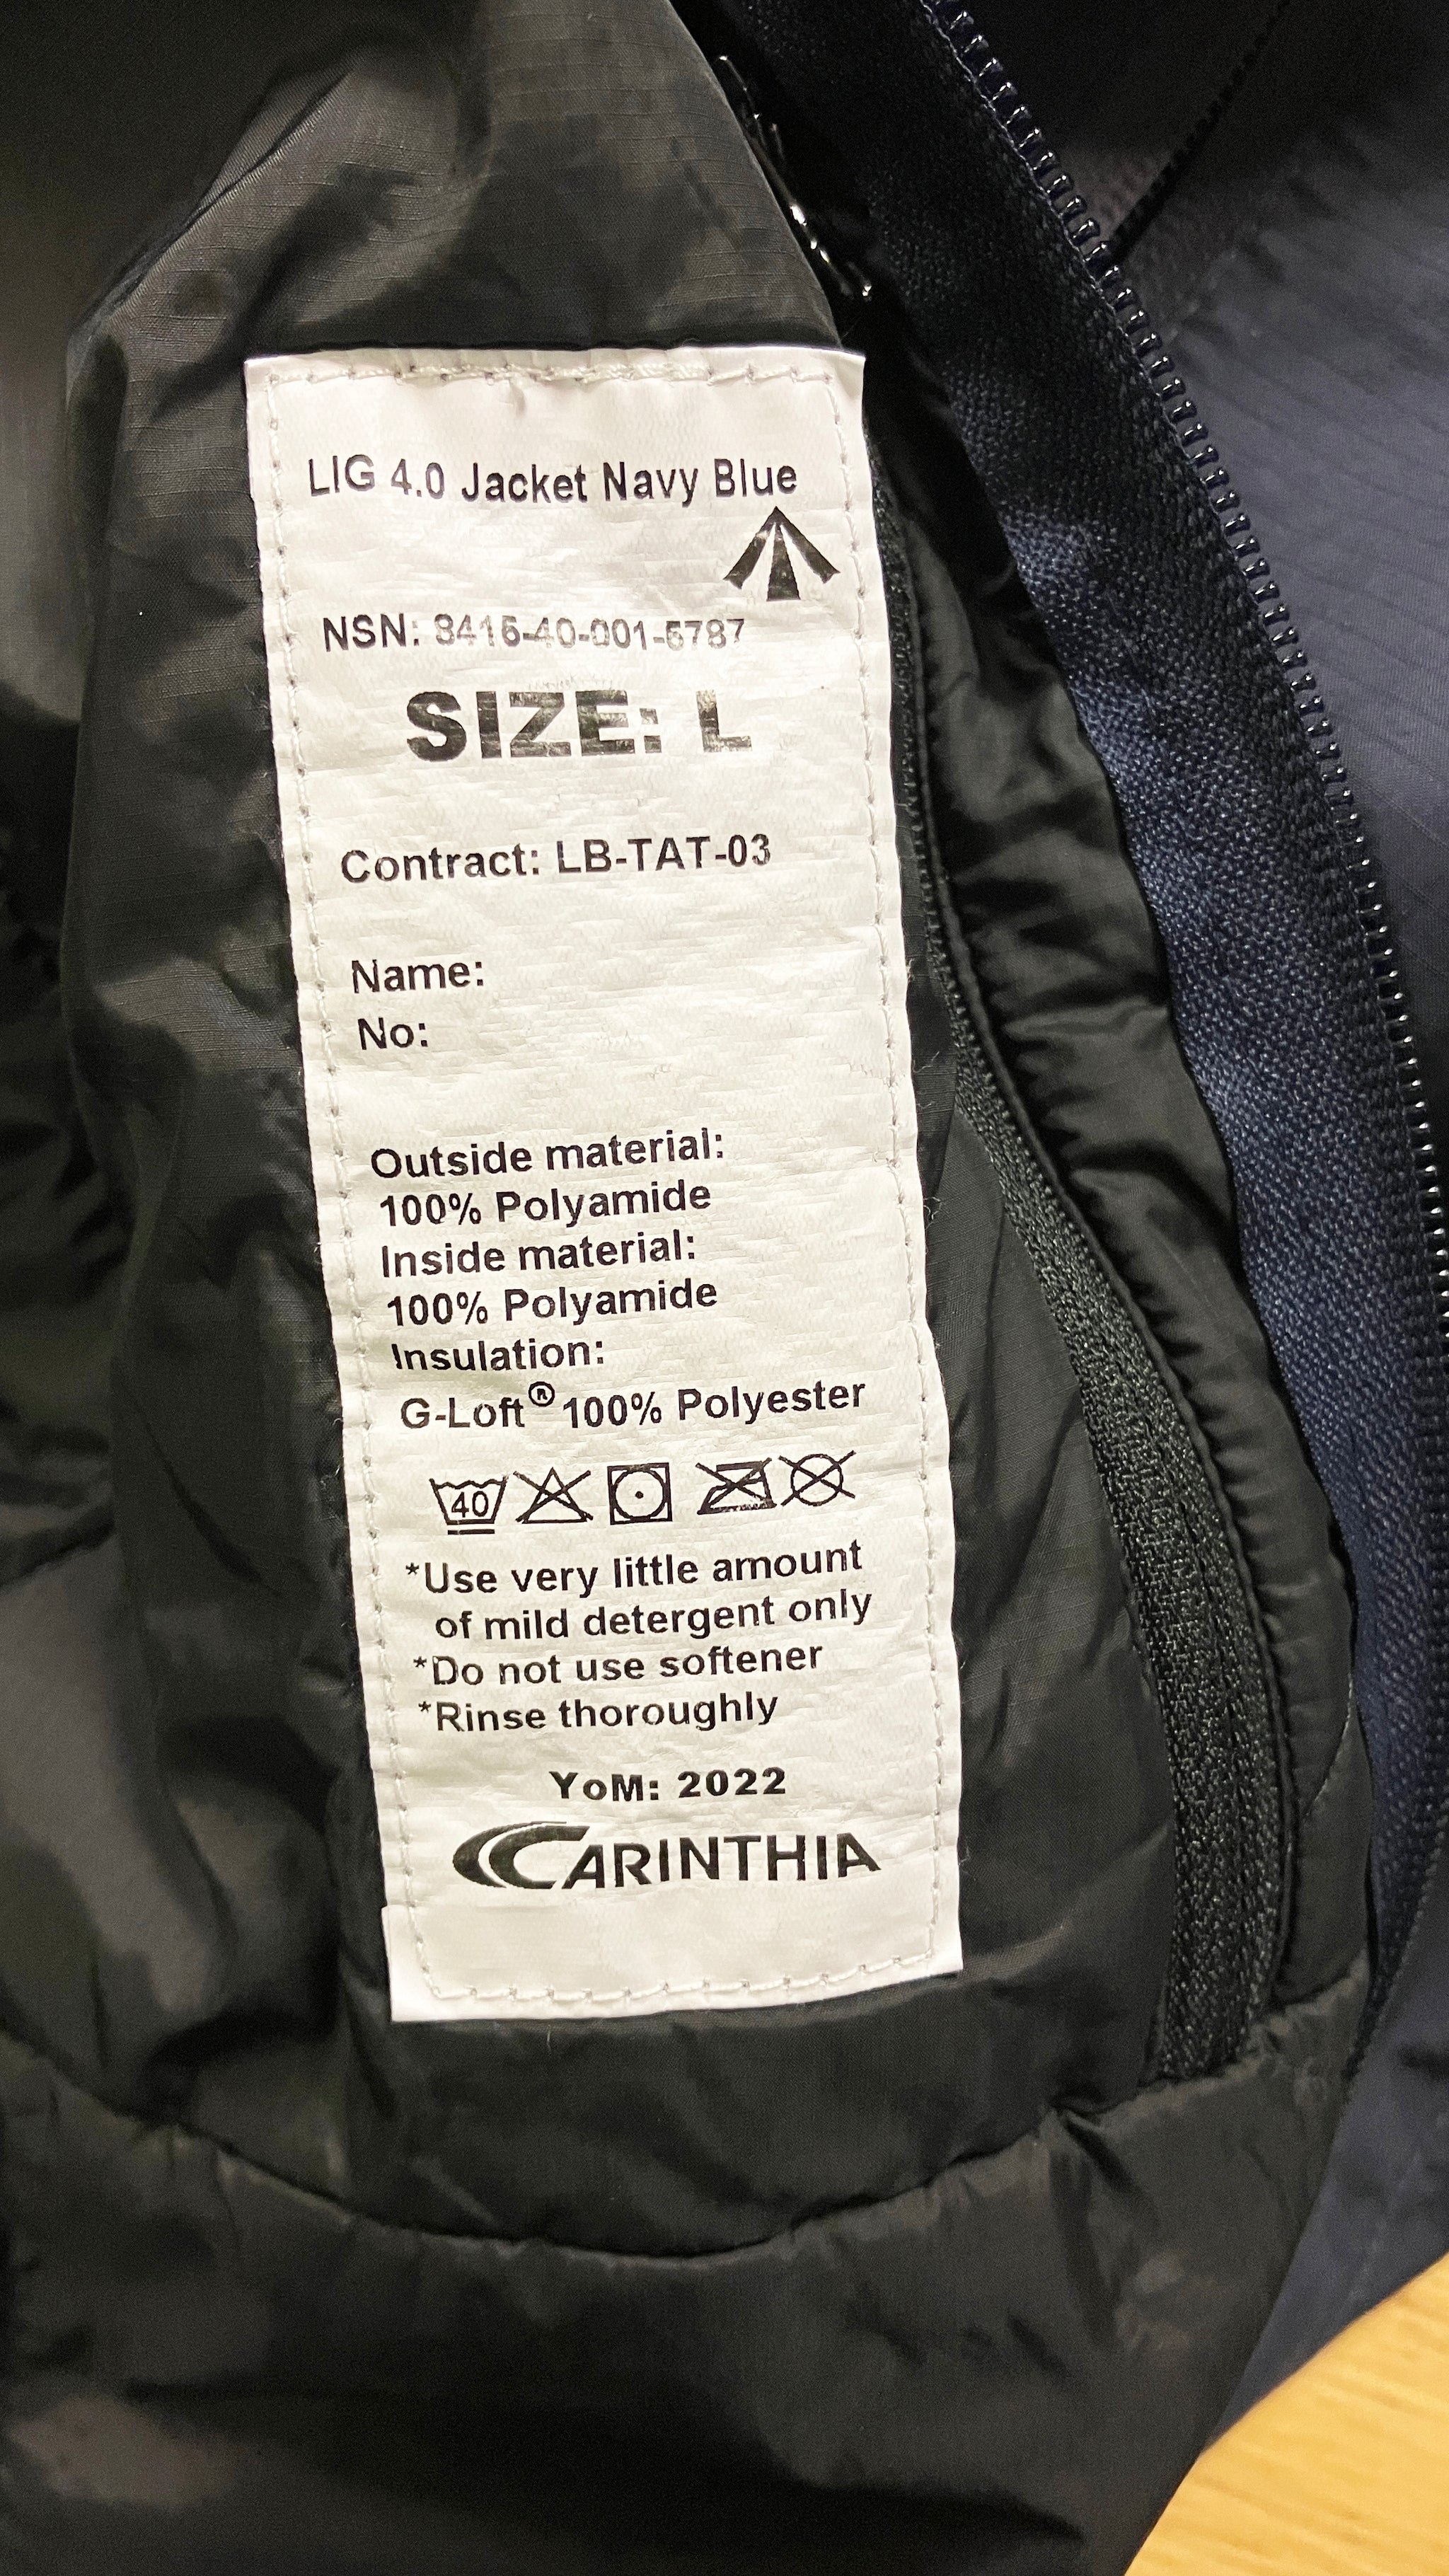 LIG 4.0 Jacket Navy Blue
NSN: 8415-40-001-5787
SIZE: L
Contract: LB-TAT-03
Name:
No:
Outside material:
100% Polyamide
Inside material:
100% Polyamide
Insulation:
G-Loft® 100% Polyester
40
*Use very little amount
of mild detergent only
*Do not use softener
*Rinse thoroughly
YoM: 2022
CARINTHIA